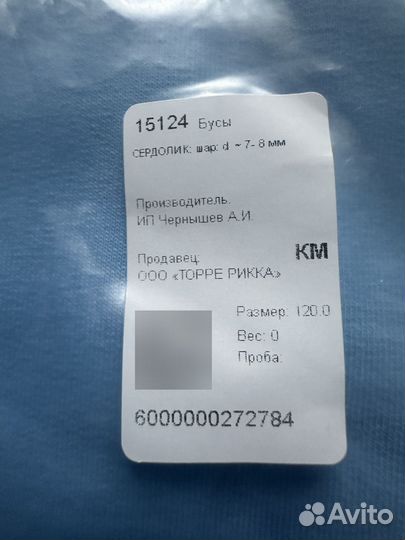 15124 Бусы
СЕРДОЛИК: шар: d ~ 7- 8 мм
Производитель:
ИП Чернышев А.И.
Продавец:
ООО «ТОРРЕ РИККА»
КМ
Размер: 120.0
Вес: 0
Проба:
6000000272784
Avito